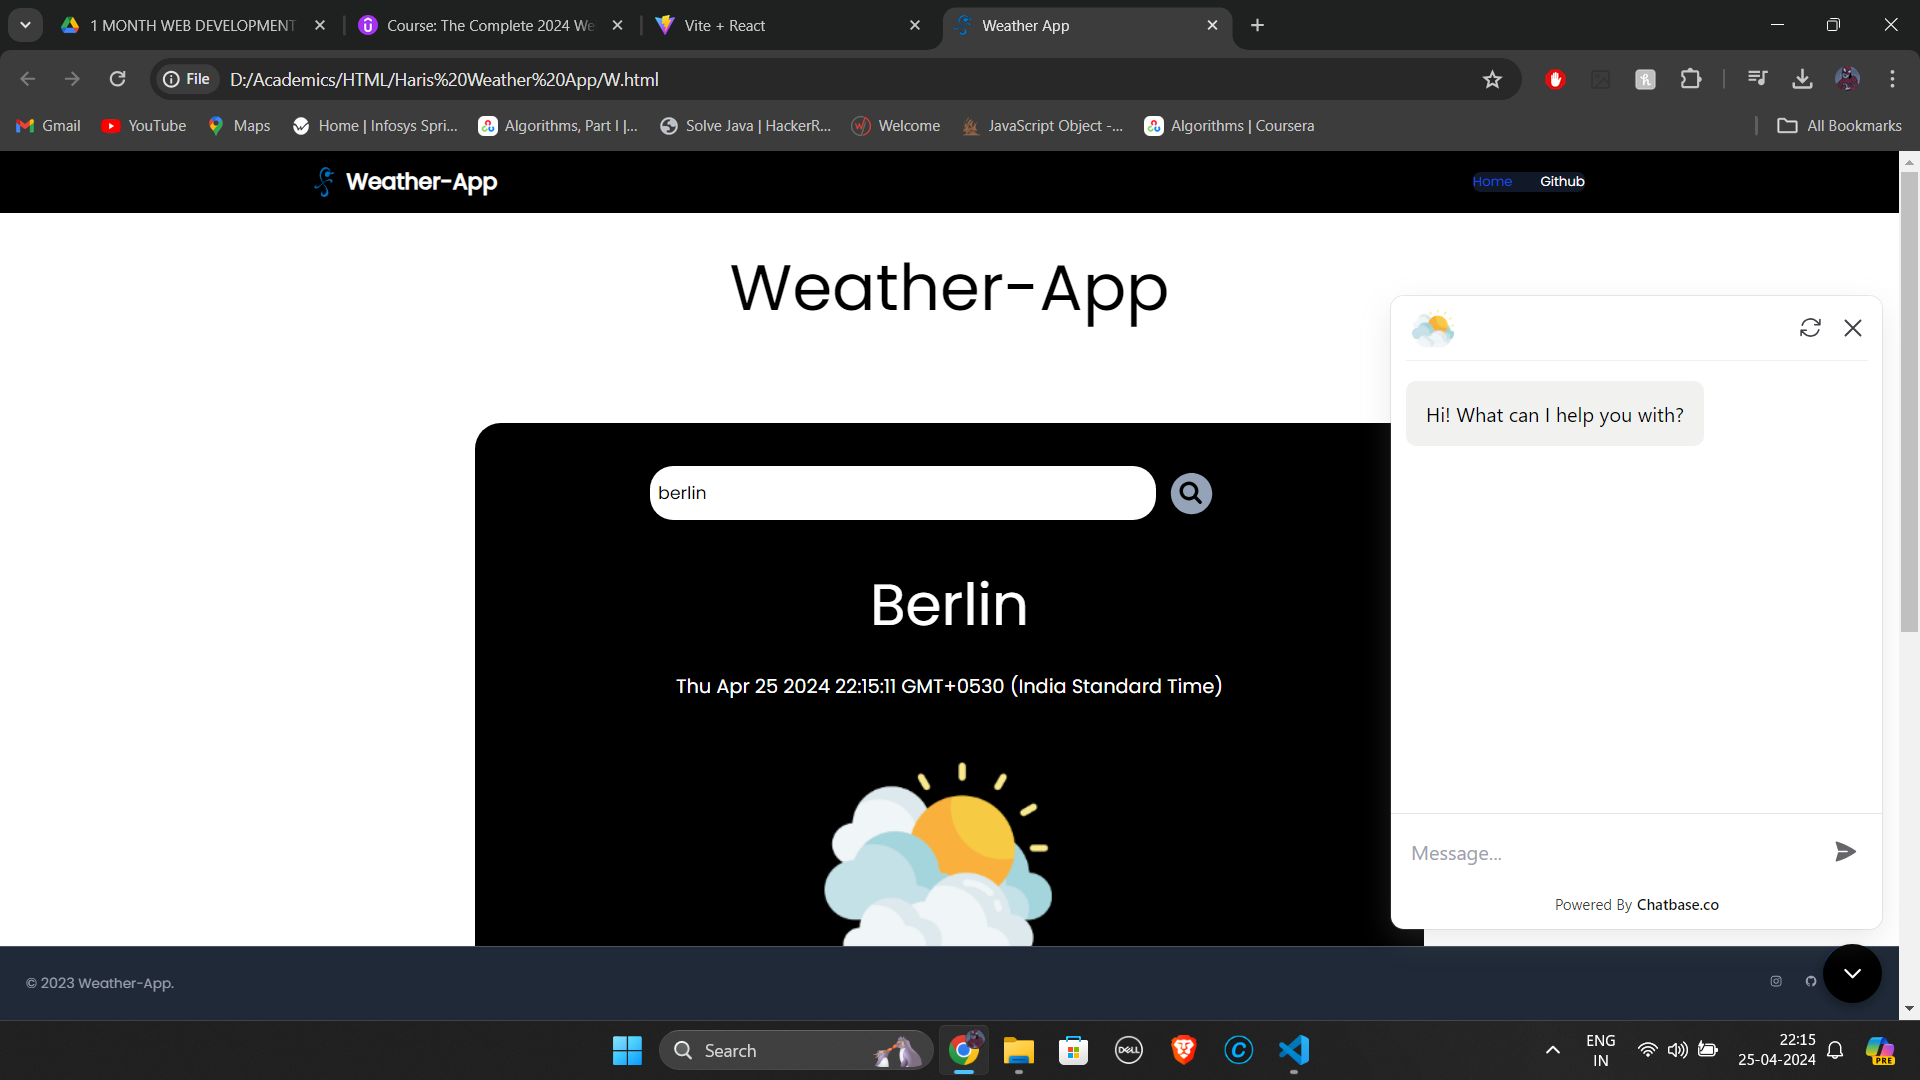 1 MONTH WEB DEVELOPMENT
Course: The Complete 2024 We
Vite + React
Weather App
File
D:/Academics/HTML/Haris%20Weather%20App/W.html
Gmail
YouTube
Maps
Home | Infosys Spri...
Algorithms, Part I |...
Solve Java | HackerR...
Welcome
JavaScript Object -...
Algorithms | Coursera
All Bookmarks
Weather-App
Home
Github
Weather-App
Hi! What can I help you with?
berlin
Berlin
Thu Apr 25 2024 22:15:11 GMT+0530 (India Standard Time)
Message...
Powered By Chatbase.co
© 2023 Weather-App.
Search
DELL
ENG
IN
22:15
25-04-2024
PRE